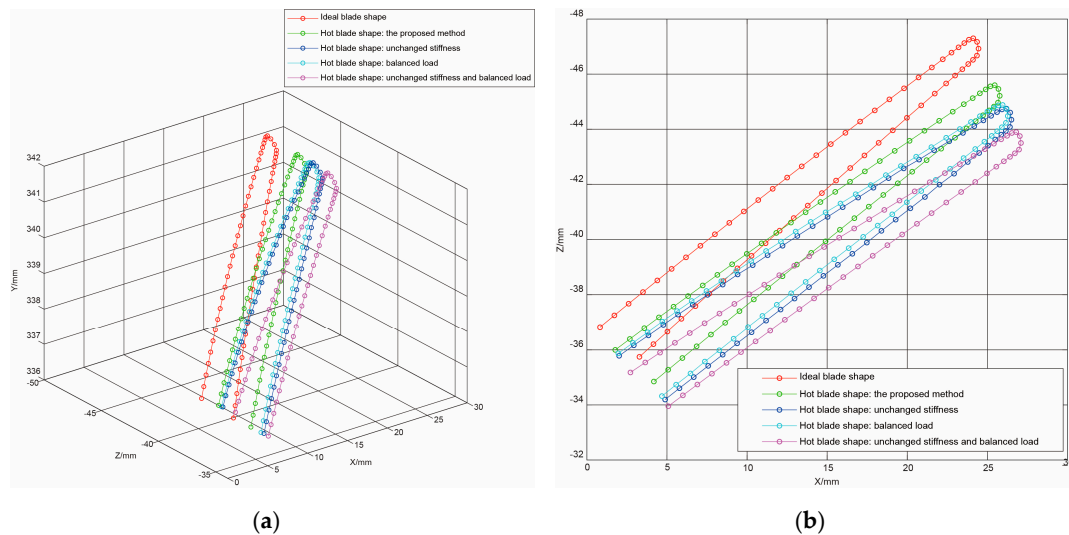 Ideal blade shape
Hot blade shape: the proposed method
Hot blade shape: unchanged stiffness
Hot blade shape: balanced load
Hot blade shape: unchanged stiffness and balanced load
342
341
340
339
338
337
336
Y/mm
-50
-45
-40
-35
Z/mm
0
5
10
15
20
25
30
X/mm
(a)
-48
-46
-44
-42
-40
-38
-36
-34
-32
Z/mm
0
5
10
15
20
25
X/mm
Ideal blade shape
Hot blade shape: the proposed method
Hot blade shape: unchanged stiffness
Hot blade shape: balanced load
Hot blade shape: unchanged stiffness and balanced load
(b)